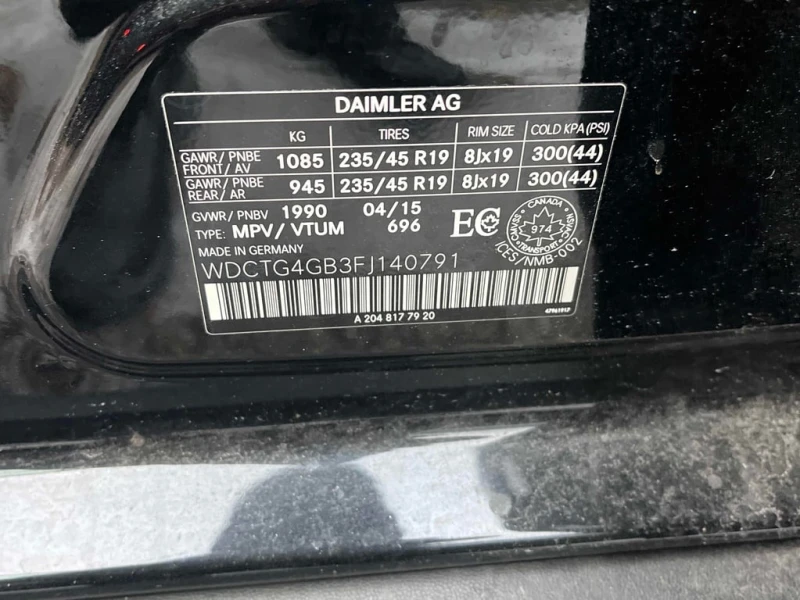 DAIMLER AG
KG TIRES RIM SIZE COLD KPA (PSI)
GAWR/ PNBE FRONT/ AV 1085 235/45 R19 8Jx19 300(44)
GAWR/ PNBE REAR/ AR 945 235/45 R19 8Jx19 300(44)
GVWR/ PNBV 1990 04/15
TYPE: MPV/ VTUM 696
EC
CANADA
974
TRANSPORT
ICES/NMB-002
MADE IN GERMANY
WDCTG4GB3FJ140791
A 204 817 79 20